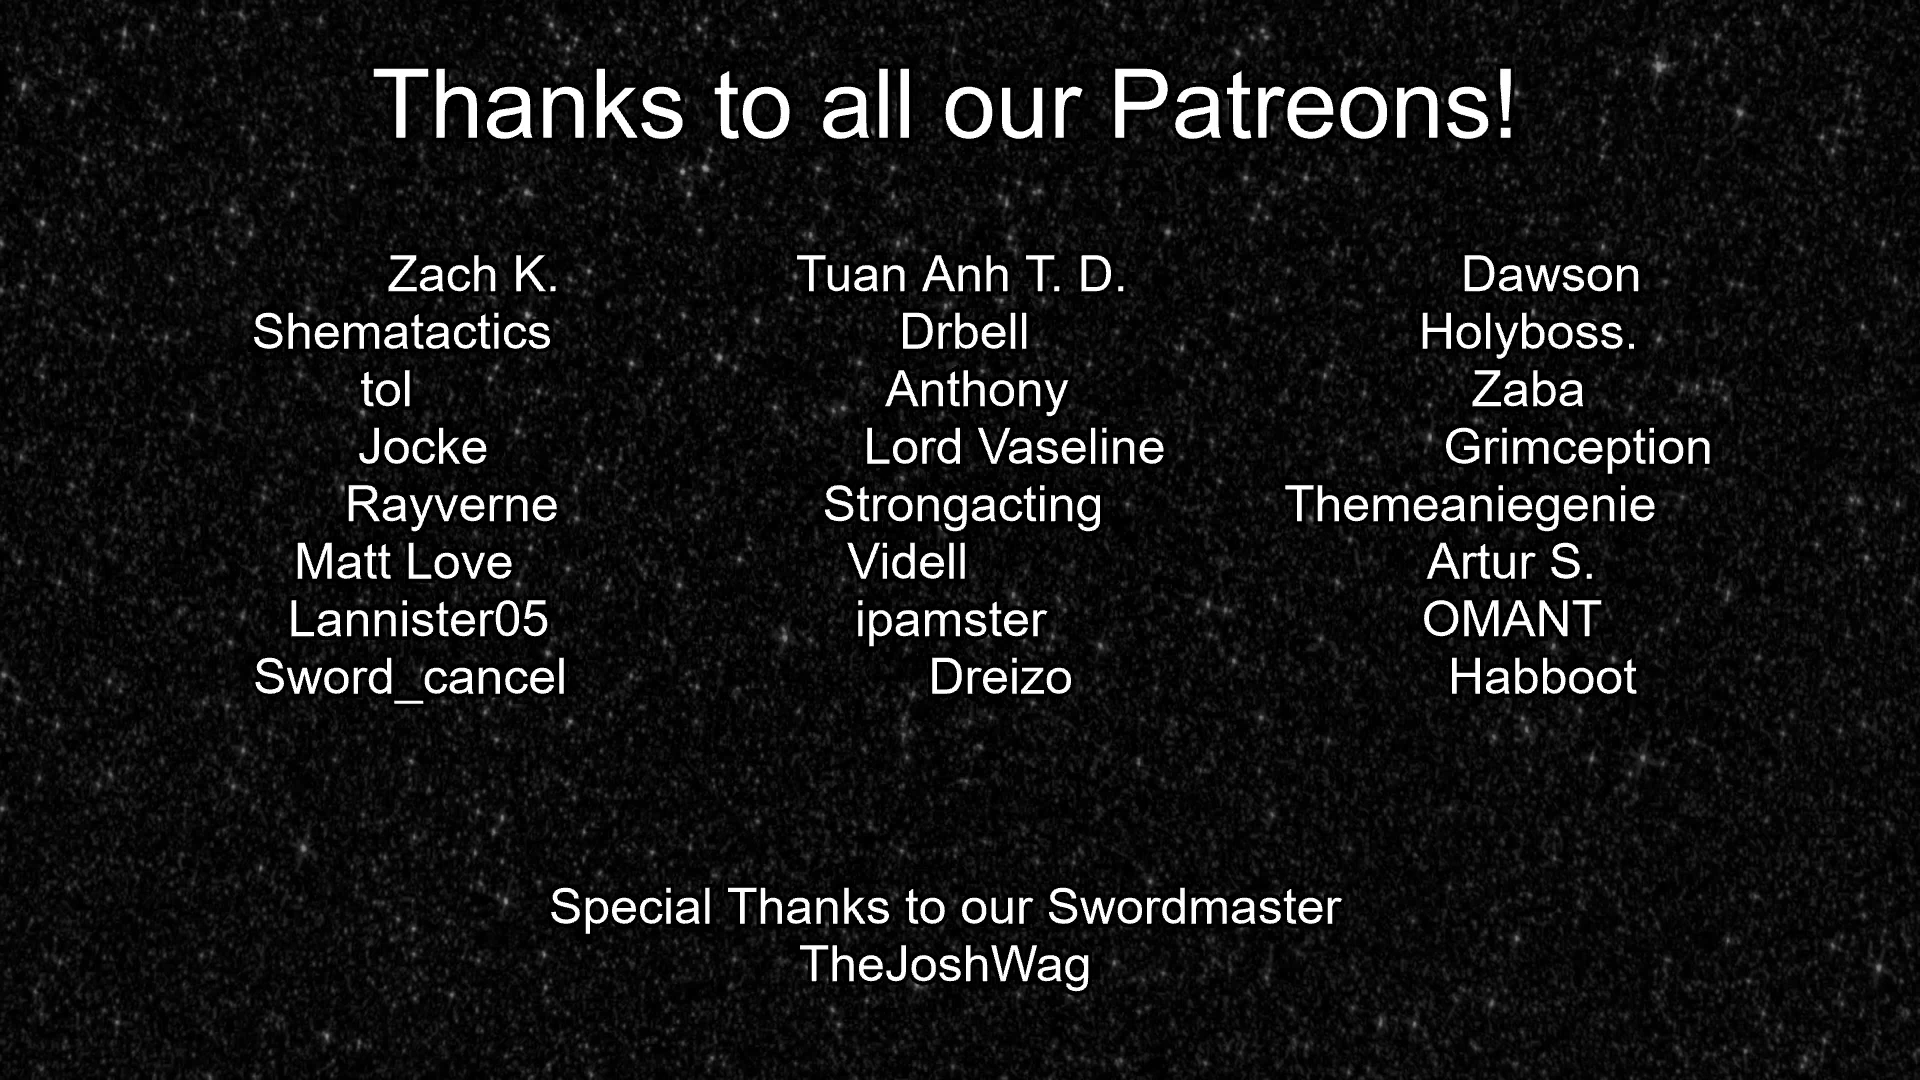 Thanks to all our Patreons!
Zach K. Tuan Anh T. D. Dawson
Shematactics Drbell Holyboss.
tol Anthony Zaba
Jocke Lord Vaseline Grimception
Rayverne Strongacting Themeaniegenie
Matt Love Videll Artur S.
Lannister05 ipamster OMANT
Sword_cancel Dreizo Habboot
Special Thanks to our Swordmaster
TheJoshWag